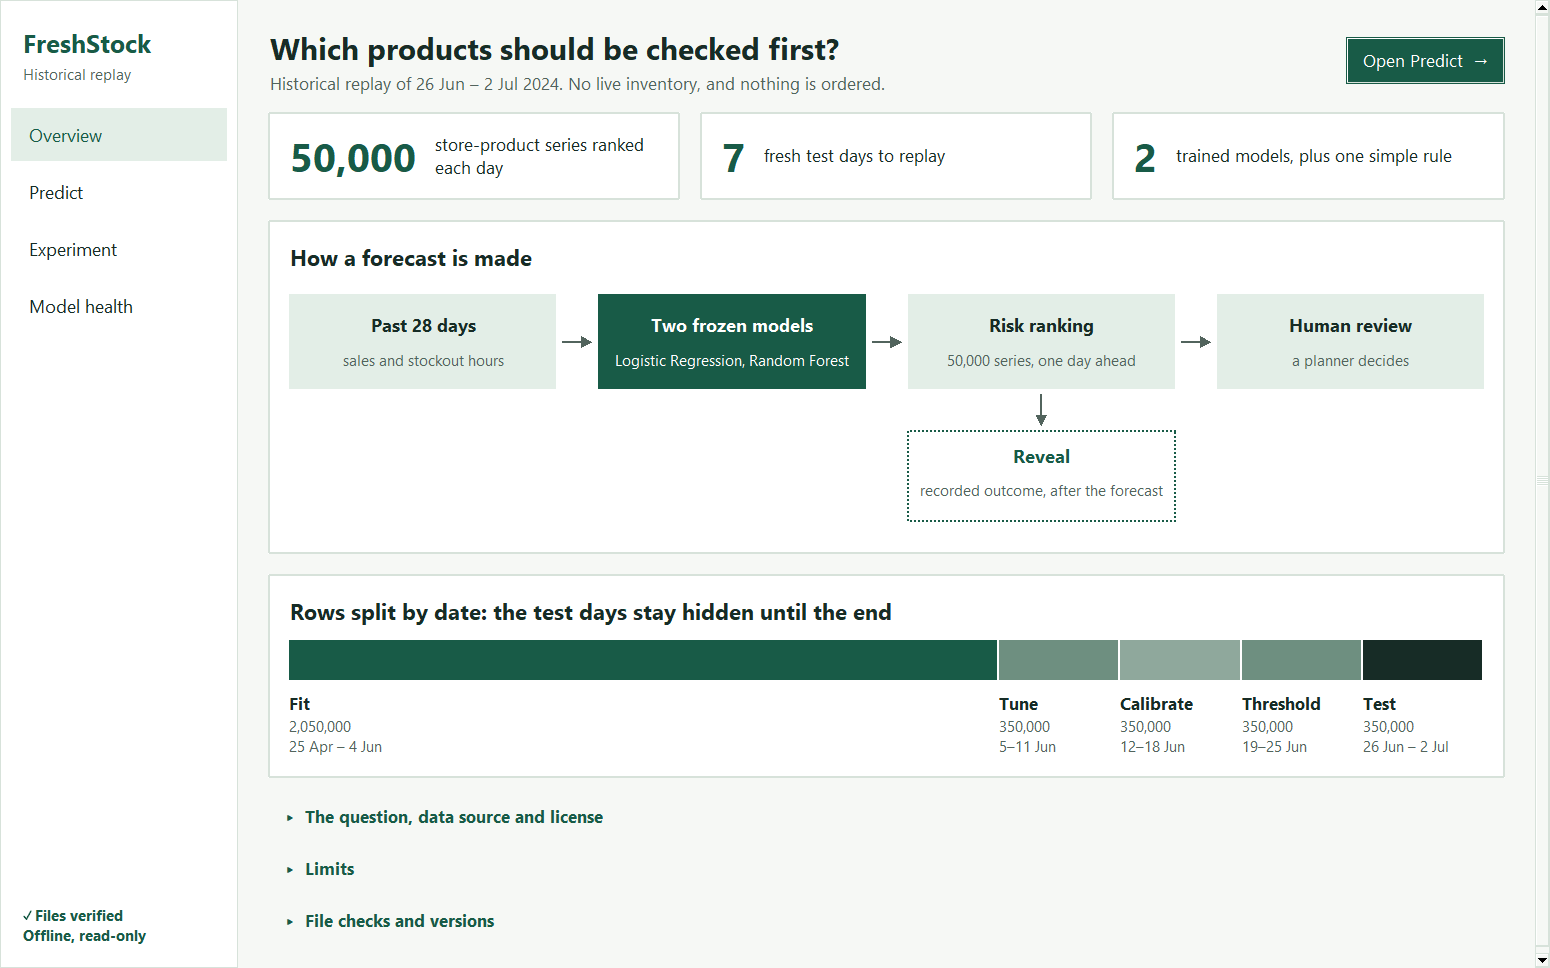 FreshStock
Historical replay
Overview
Predict
Experiment
Model health
✓ Files verified
Offline, read-only
Which products should be checked first?
Historical replay of 26 Jun – 2 Jul 2024. No live inventory, and nothing is ordered.
Open Predict →
50,000
store-product series ranked
each day
7
fresh test days to replay
2
trained models, plus one simple rule
How a forecast is made
Past 28 days
sales and stockout hours
Two frozen models
Logistic Regression, Random Forest
Risk ranking
50,000 series, one day ahead
Human review
a planner decides
Reveal
recorded outcome, after the forecast
Rows split by date: the test days stay hidden until the end
Fit
2,050,000
25 Apr – 4 Jun
Tune
350,000
5–11 Jun
Calibrate
350,000
12–18 Jun
Threshold
350,000
19–25 Jun
Test
350,000
26 Jun – 2 Jul
▸ The question, data source and license
▸ Limits
▸ File checks and versions